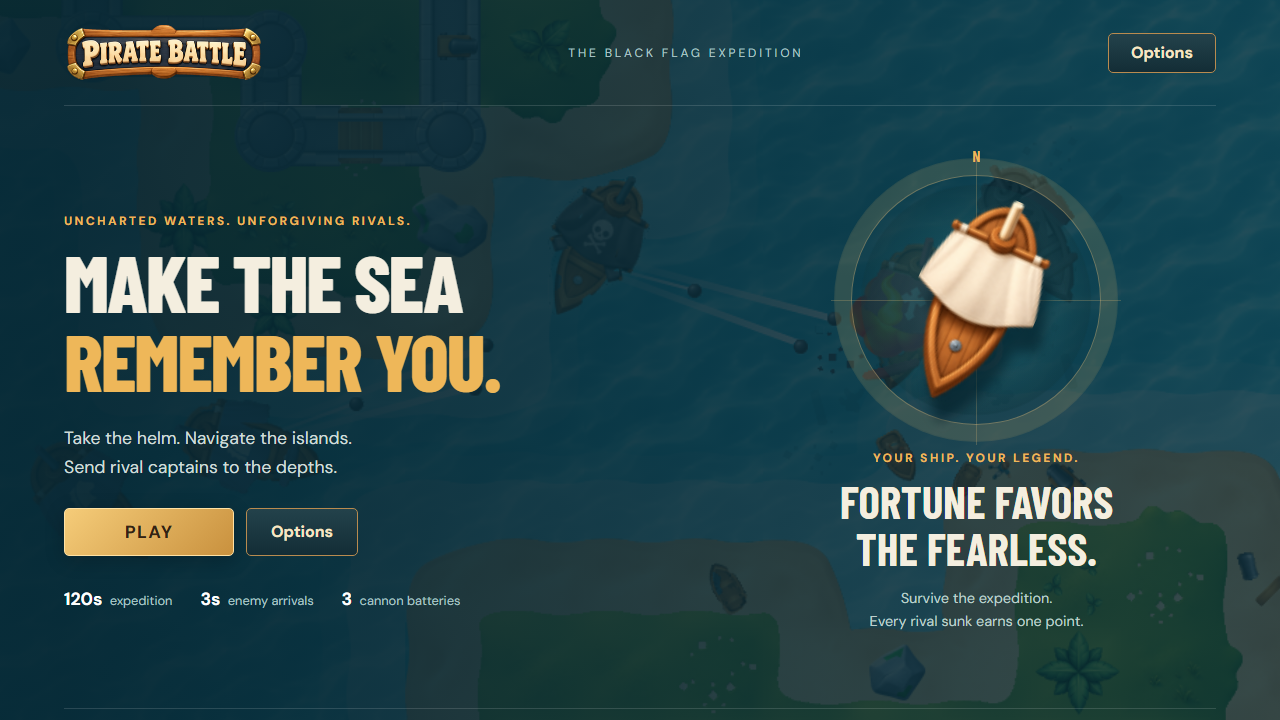 PIRATE BATTLE
THE BLACK FLAG EXPEDITION
Options
N
UNCHARTED WATERS. UNFORGIVING RIVALS.
MAKE THE SEA
REMEMBER YOU.
Take the helm. Navigate the islands.
Send rival captains to the depths.
PLAY
Options
120s expedition
3s enemy arrivals
3 cannon batteries
YOUR SHIP. YOUR LEGEND.
FORTUNE FAVORS
THE FEARLESS.
Survive the expedition.
Every rival sunk earns one point.